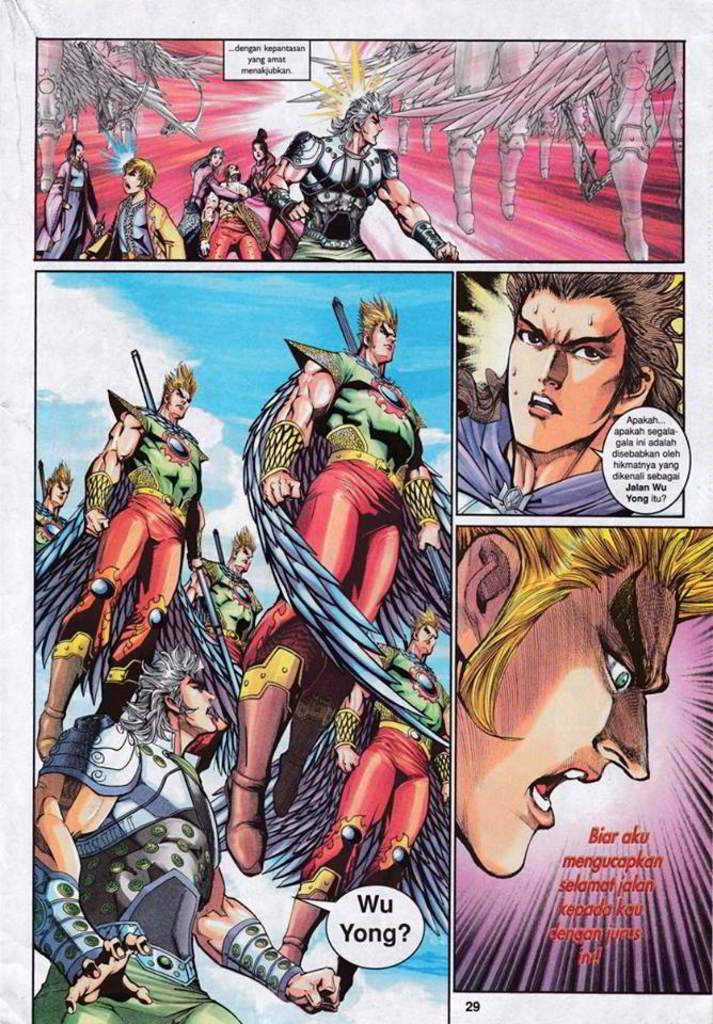 ...dengan kepantasan
yang amat
menakjubkan.
Apakah...
apakah segala-
gala ini adalah
disebabkan oleh
hikmatnya yang
dikenali sebagai
Jalan Wu
Yong itu?
Wu
Yong?
Biar aku
mengucapkan
selamat jalan
kepada kau
dengan jurus
ini!
29